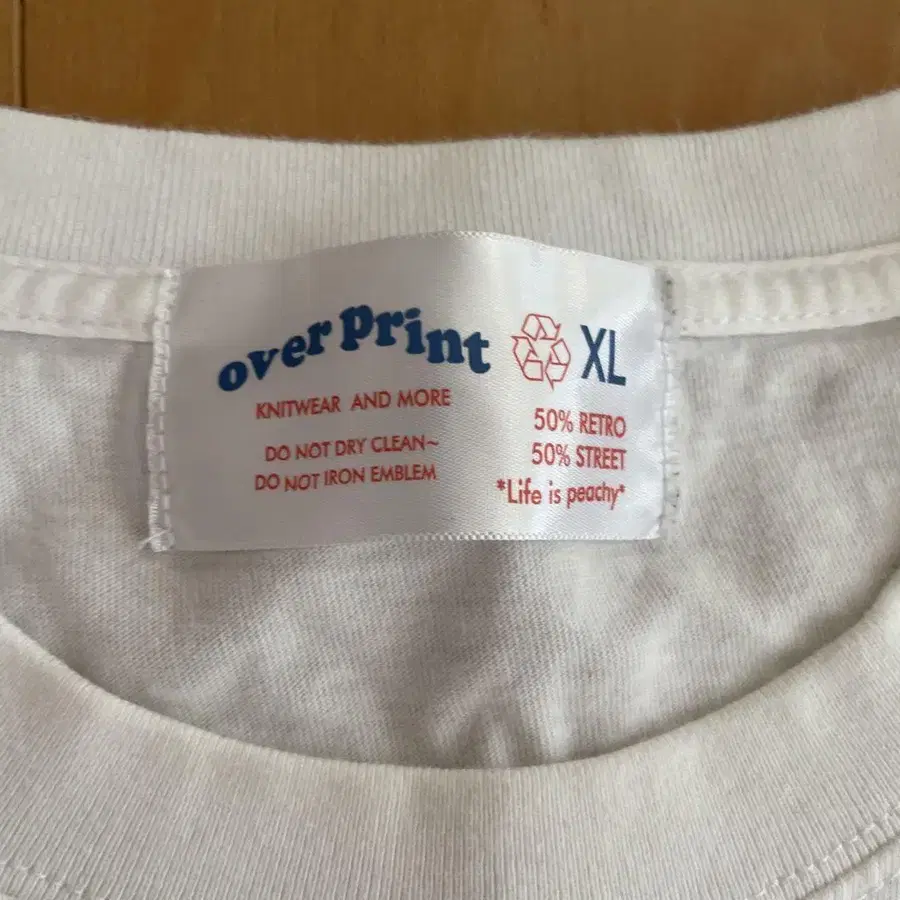 over print
XL
KNITWEAR AND MORE
50% RETRO
DO NOT DRY CLEAN~
50% STREET
DO NOT IRON EMBLEM
*Life is peachy*